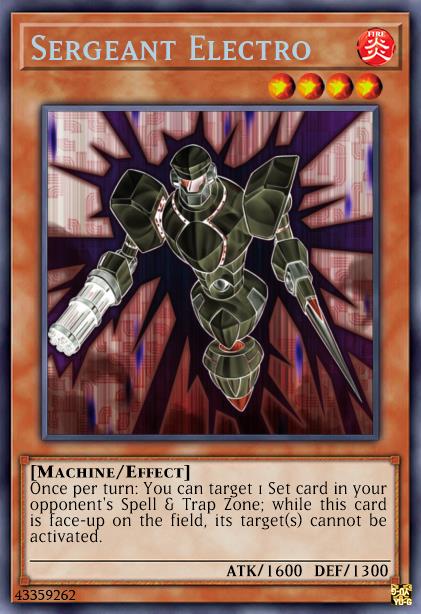 Sergeant Electro
FIRE
炎
[Machine/Effect]
Once per turn: You can target 1 Set card in your
opponent's Spell & Trap Zone; while this card
is face-up on the field, its target(s) cannot be
activated.
ATK/1600 DEF/1300
43359262